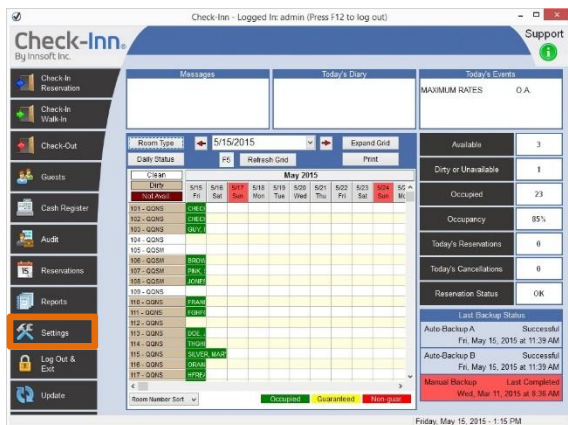 Check-Inn - Logged In: admin (Press F12 to log out)
Check-Inn®
By Innsoft Inc.
Support
Check-In
Reservation
Check-In
Walk-In
Check-Out
Guests
Cash Register
Audit
15
Reservations
Reports
Settings
Log Out &
Exit
Update
Messages
Today's Diary
Today's Events
MAXIMUM RATES O.A.
Room Type 5/15/2015 Expand Grid
Daily Status F5 Refresh Grid Print
Clean May 2015
Dirty 5/15 5/16 5/17 5/18 5/19 5/20 5/21 5/22 5/23 5/24
Not Avail Fri Sat Sun Mon Tue Wed Thu Fri Sat Sun
101 - QQNS CHECK
102 - QQNS CHECK
103 - QQNS GUY,
104 - QQNS
105 - QQSM
106 - QQSM BROW
107 - QQSM PINK,
108 - QQSM JONES
109 - QQNS
110 - QQNS FRANK
111 - QQNS
112 - QQNS
113 - QQNS DOE, J
114 - QQNS
115 - QQNS SILVER, MARY
116 - QQNS ORAN
117 - QQNS
Room Number Sort Occupied Guaranteed Non-guar
Available 3
Dirty or Unavailable 1
Occupied 23
Occupancy 85%
Today's Reservations 0
Today's Cancellations 0
Reservation Status OK
Last Backup Status
Auto-Backup A Successful
Fri, May 15, 2015 at 11:39 AM
Auto-Backup B Successful
Fri, May 15, 2015 at 11:39 AM
Manual Backup Last Completed
Wed, Mar 11, 2015 at 8:36 AM
Friday, May 15, 2015 - 1:15 PM